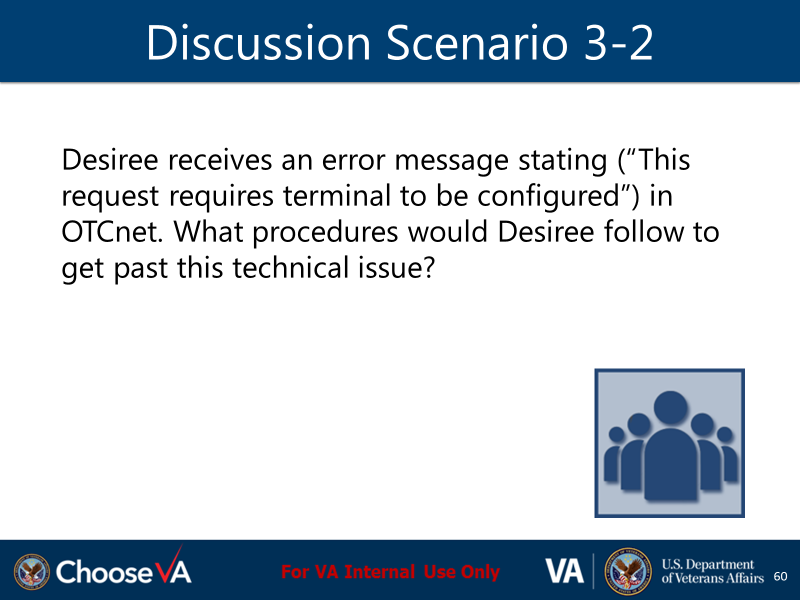 Discussion Scenario 3-2
Desiree receives an error message stating (“This
request requires terminal to be configured”) in
OTCnet. What procedures would Desiree follow to
get past this technical issue?
Choose VA
For VA Internal Use Only
VA
U.S. Department
of Veterans Affairs
60